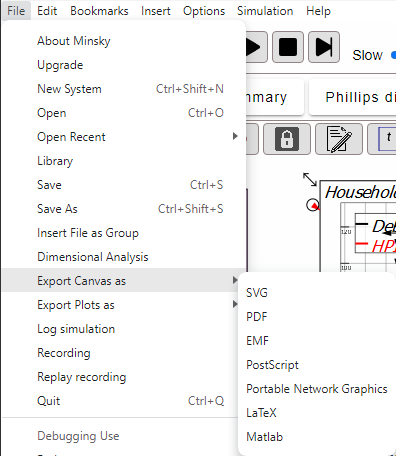 File Edit Bookmarks Insert Options Simulation Help
About Minsky
Upgrade
New System Ctrl+Shift+N
Open Ctrl+O
Open Recent
Library
Save Ctrl+S
Save As Ctrl+Shift+S
Insert File as Group
Dimensional Analysis
Export Canvas as
Export Plots as
Log simulation
Recording
Replay recording
Quit Ctrl+Q
Debugging Use
SVG
PDF
EMF
PostScript
Portable Network Graphics
LaTeX
Matlab
Slow
mmary Phillips di
t
Househol
120
De
HP
100